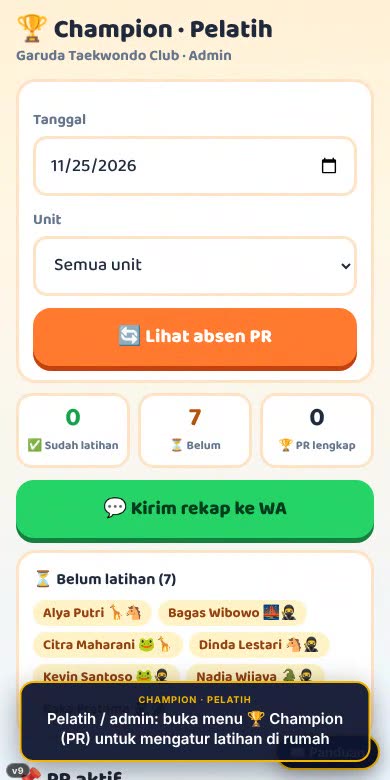 🏆 Champion · Pelatih
Garuda Taekwondo Club · Admin
Tanggal
11/25/2026
Unit
Semua unit
🔄 Lihat absen PR
0
7
0
✅ Sudah latihan
⏳ Belum
🏆 PR lengkap
💬 Kirim rekap ke WA
⏳ Belum latihan (7)
Alya Putri 🦒🐴
Bagas Wibowo 🌉🥷
Citra Maharani 🐸🦒
Dinda Lestari 🐴🥷
Kevin Santoso 🐸🥷
Nadia Wijaya 🐊🥷
CHAMPION · PELATIH
Pelatih / admin: buka menu 🏆 Champion
(PR) untuk mengatur latihan di rumah
Panduan
v9
PR aktif